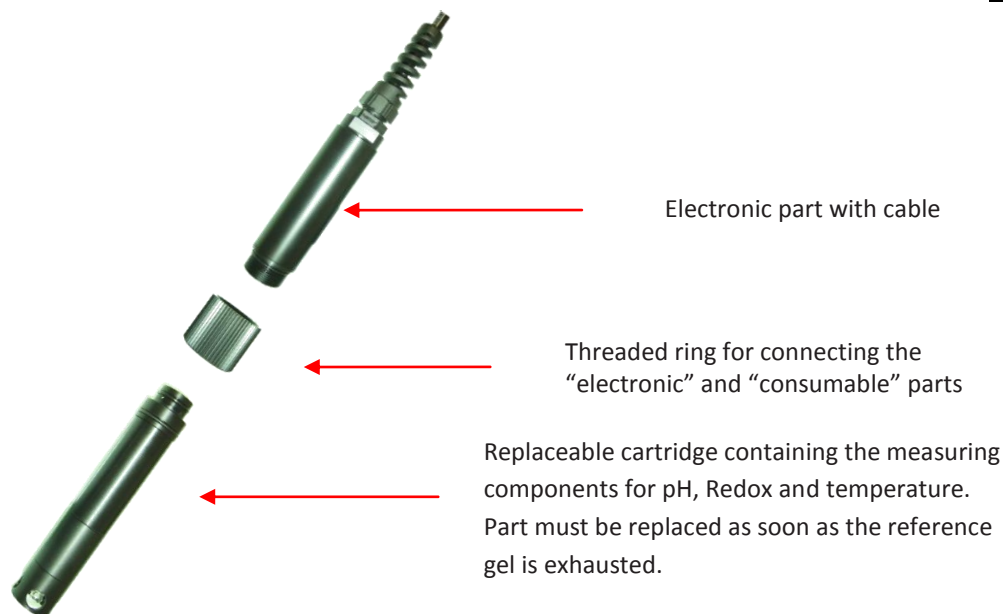 Electronic part with cable
Threaded ring for connecting the
“electronic” and “consumable” parts
Replaceable cartridge containing the measuring
components for pH, Redox and temperature.
Part must be replaced as soon as the reference
gel is exhausted.